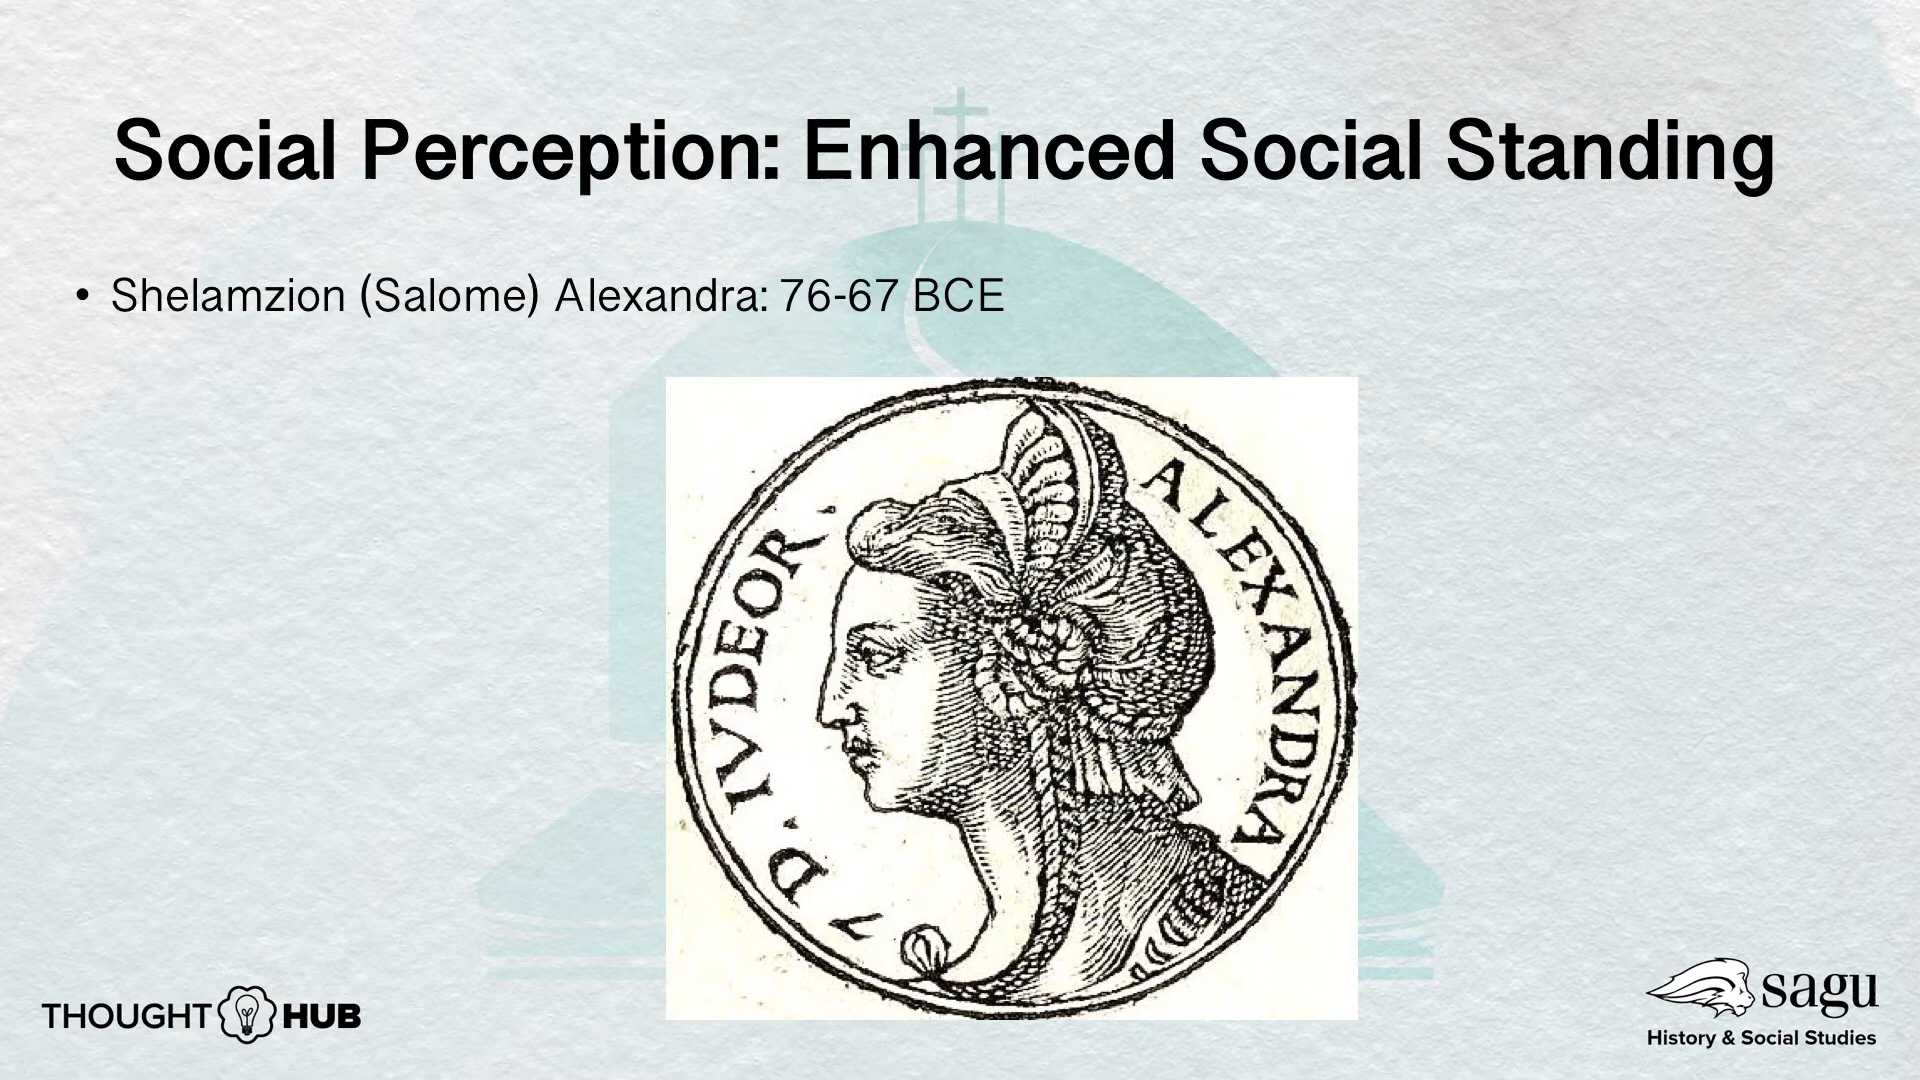 Social Perception: Enhanced Social Standing
• Shelamzion (Salome) Alexandra: 76-67 BCE
ALEXANDRA
D. IVDEOR.
THOUGHT HUB
sagu
History & Social Studies